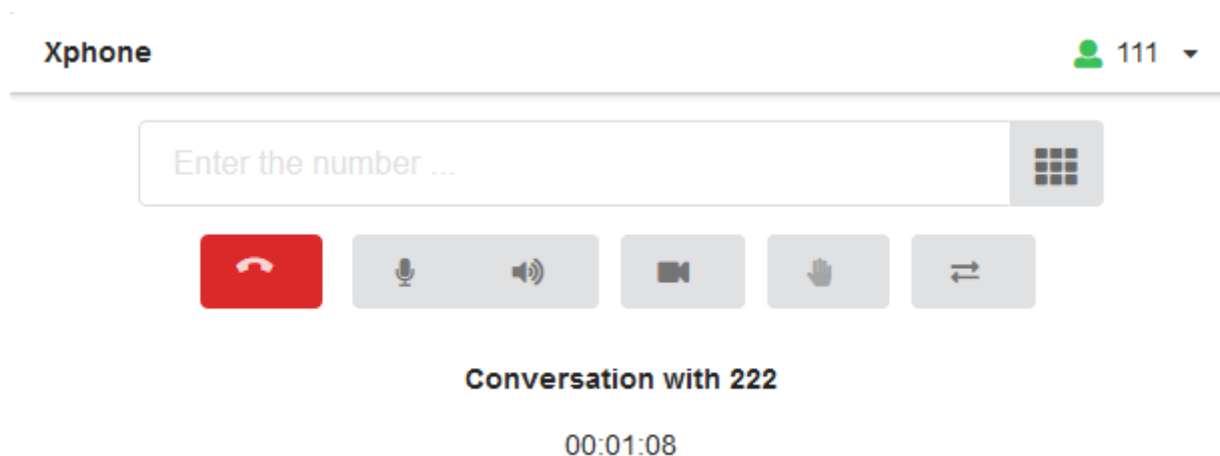 Xphone
111
Enter the number ...
Conversation with 222
00:01:08